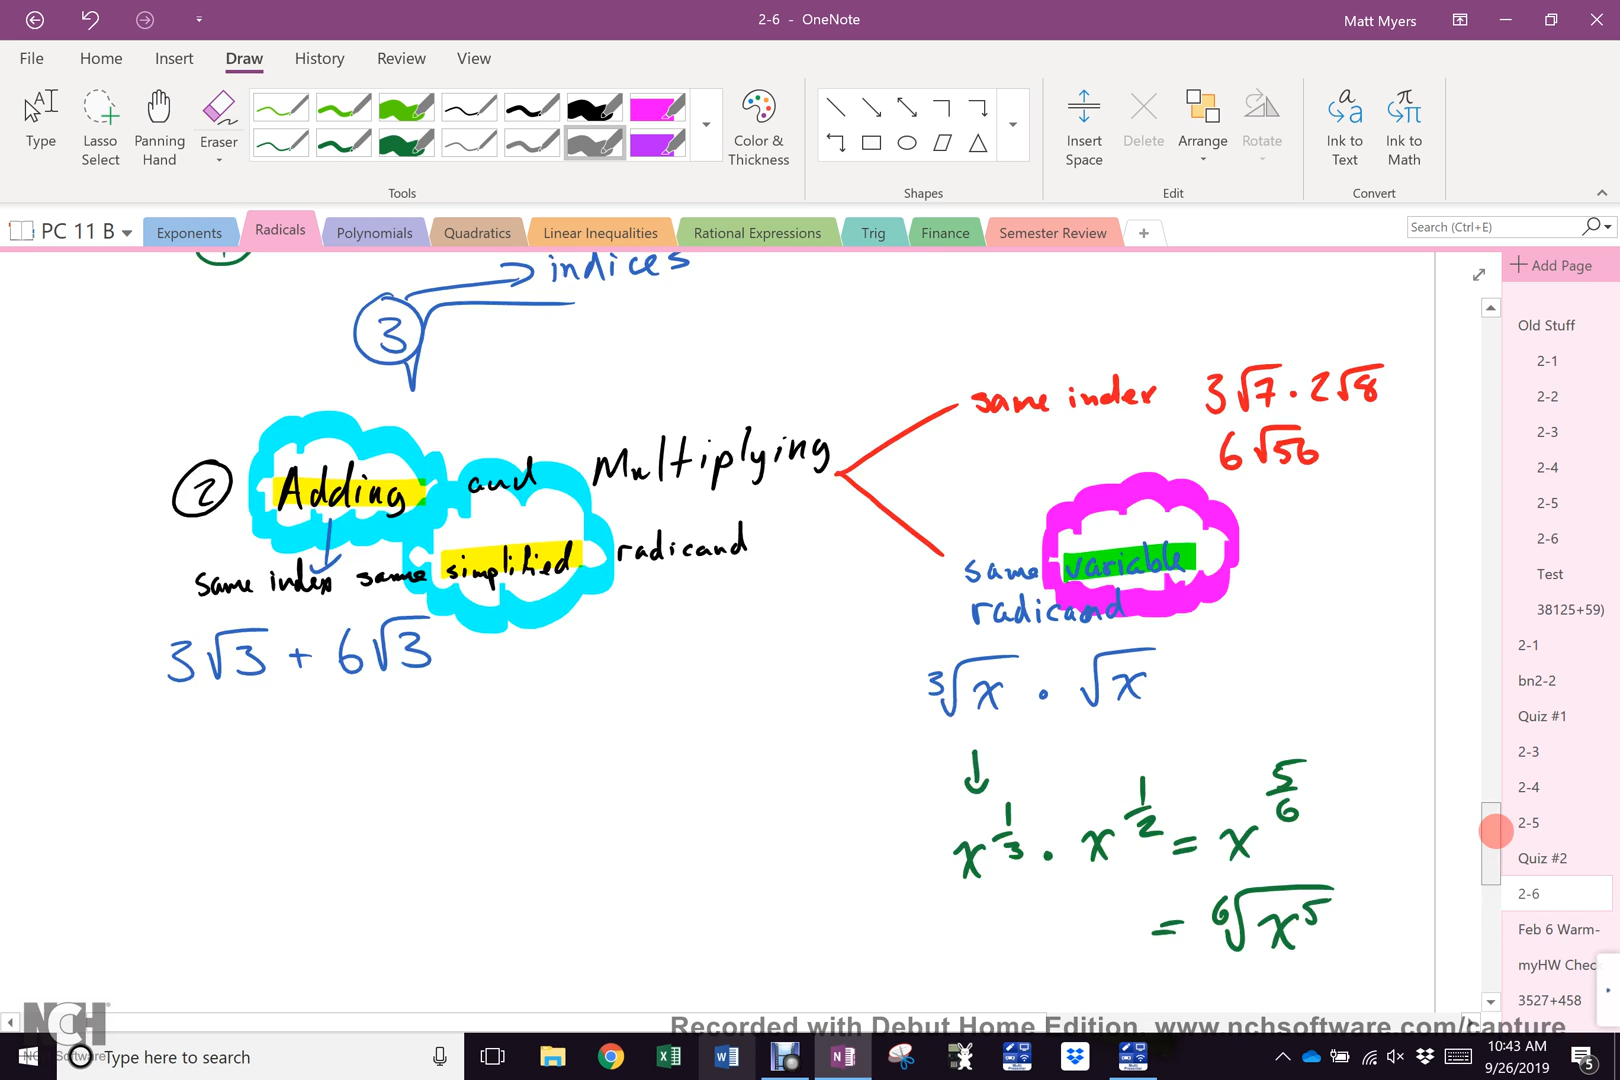 2-6 - OneNote
Matt Myers
File Home Insert Draw History Review View
Type
Lasso Select
Panning Hand
Eraser
Color & Thickness
Insert Space
Delete
Arrange
Rotate
Ink to Text
Ink to Math
Tools
Shapes
Edit
Convert
PC 11 B
Exponents Radicals Polynomials Quadratics Linear Inequalities Rational Expressions Trig Finance Semester Review +
Search (Ctrl+E)
Add Page
Old Stuff
2-1
2-2
2-3
2-4
2-5
2-6
Test
38125+59)
2-1
bn2-2
Quiz #1
2-3
2-4
2-5
Quiz #2
2-6
Feb 6 Warm-
myHW Chec
3527+458
indices
3√
② Adding and Multiplying
same index same simplified radicand
3√3 + 6√3
same index 3√7 · 2√8
6√56
same variable
radicand
³√x · √x
↓
x^(1/3) · x^(1/2) = x^(5/6)
= ⁶√x⁵
NCH
NCH Software
Recorded with Debut Home Edition. www.nchsoftware.com/capture
Type here to search
10:43 AM
9/26/2019
5